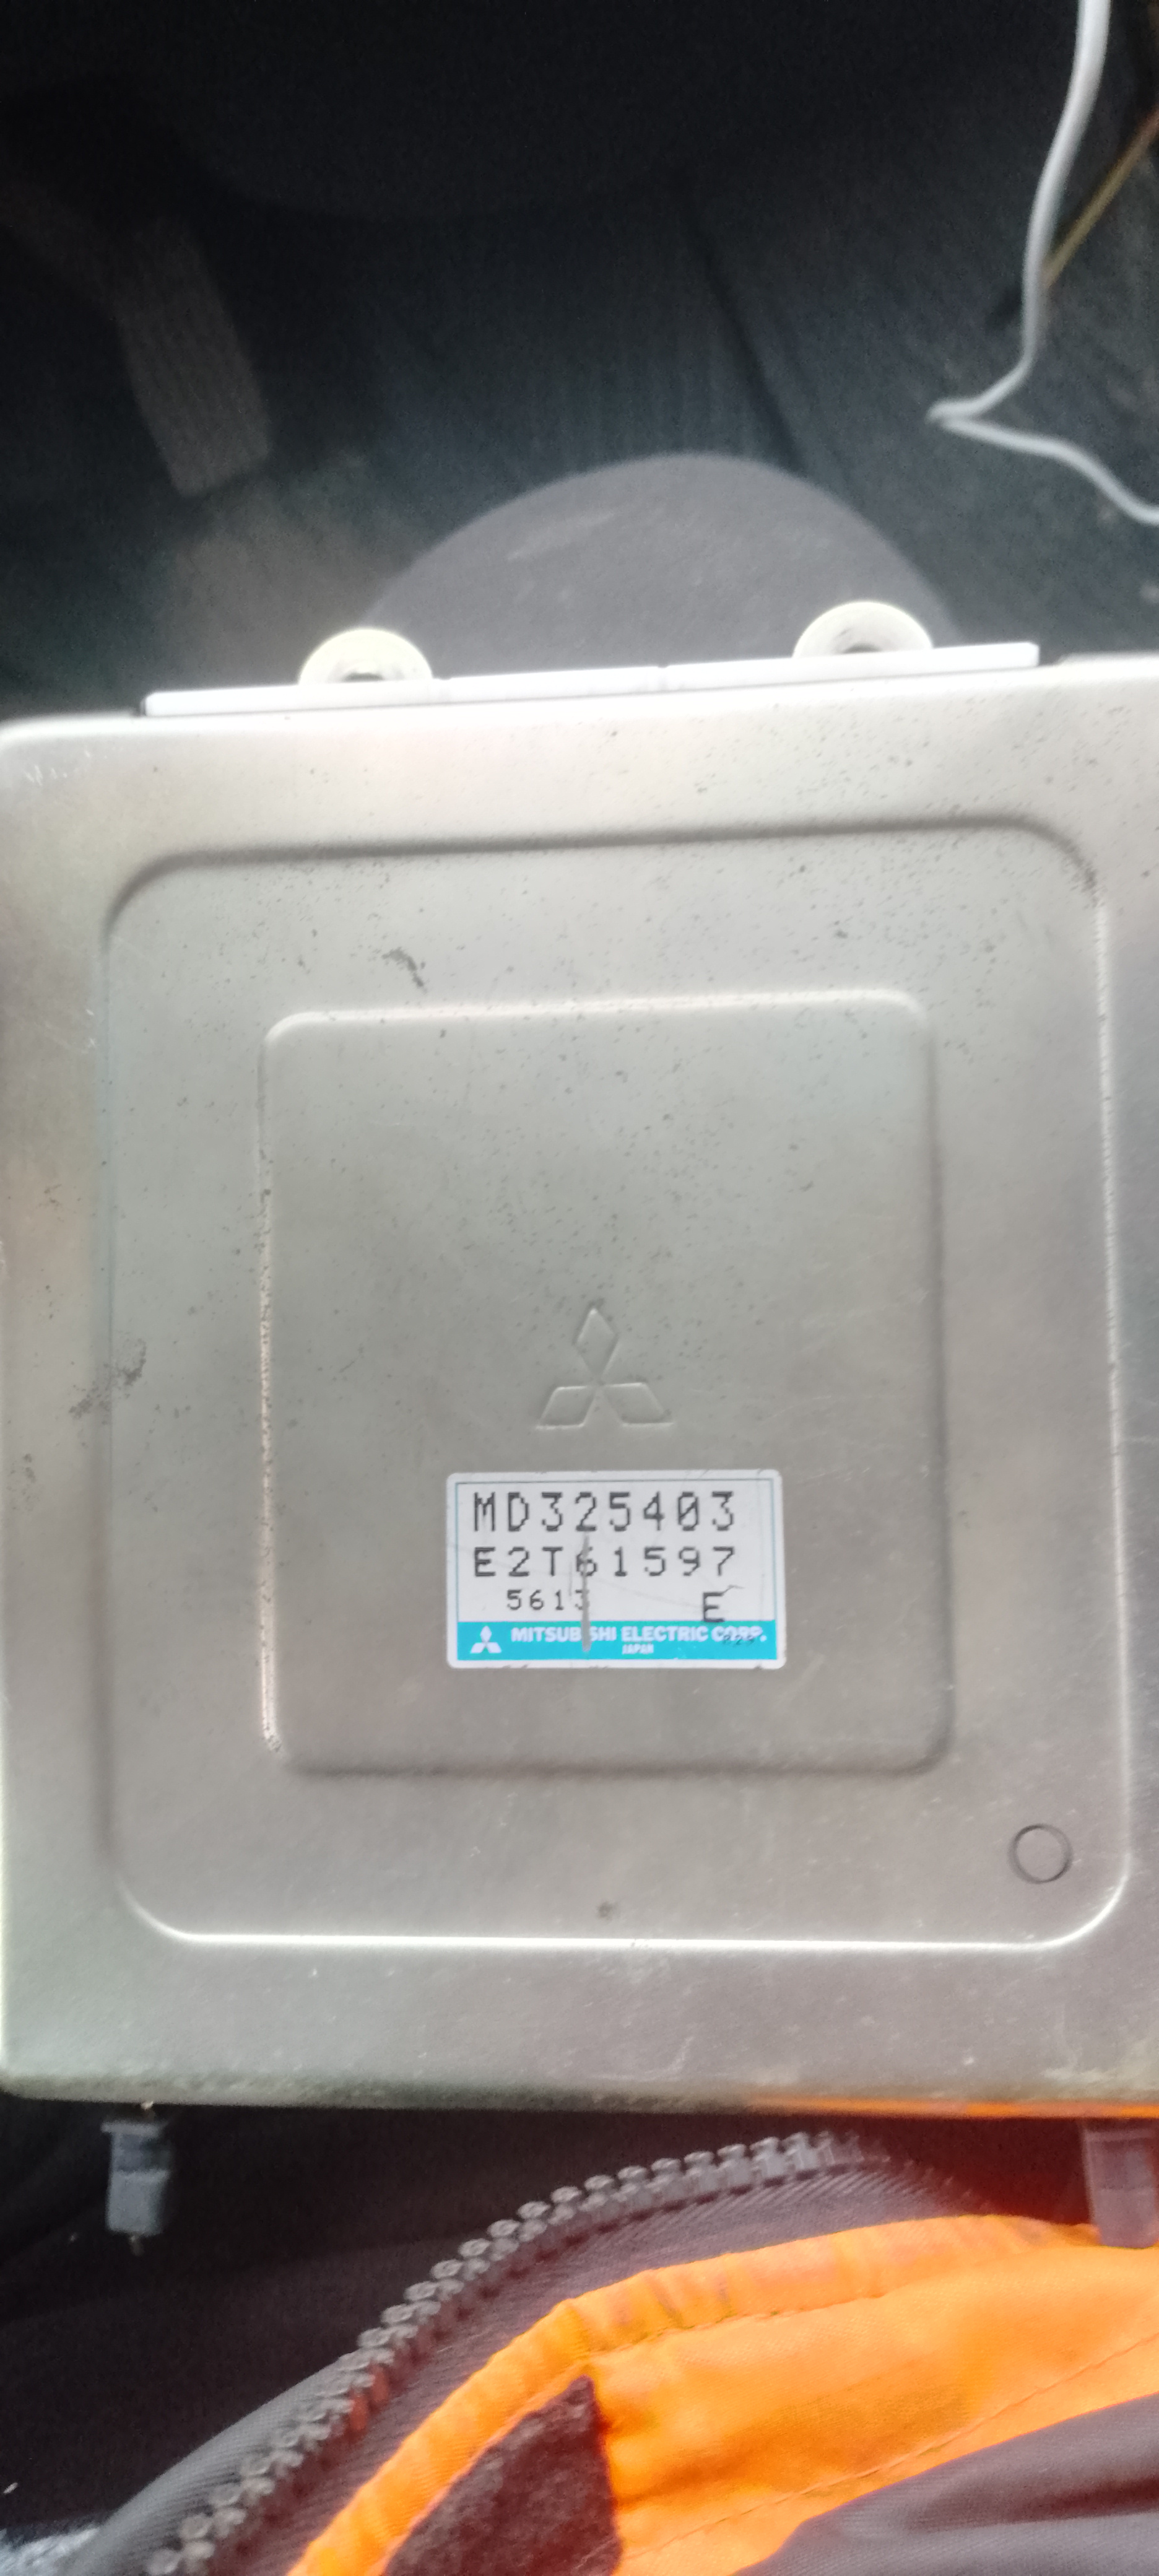 MD325403
E2T61597
5613 E
MITSUBISHI ELECTRIC CORP.
JAPAN